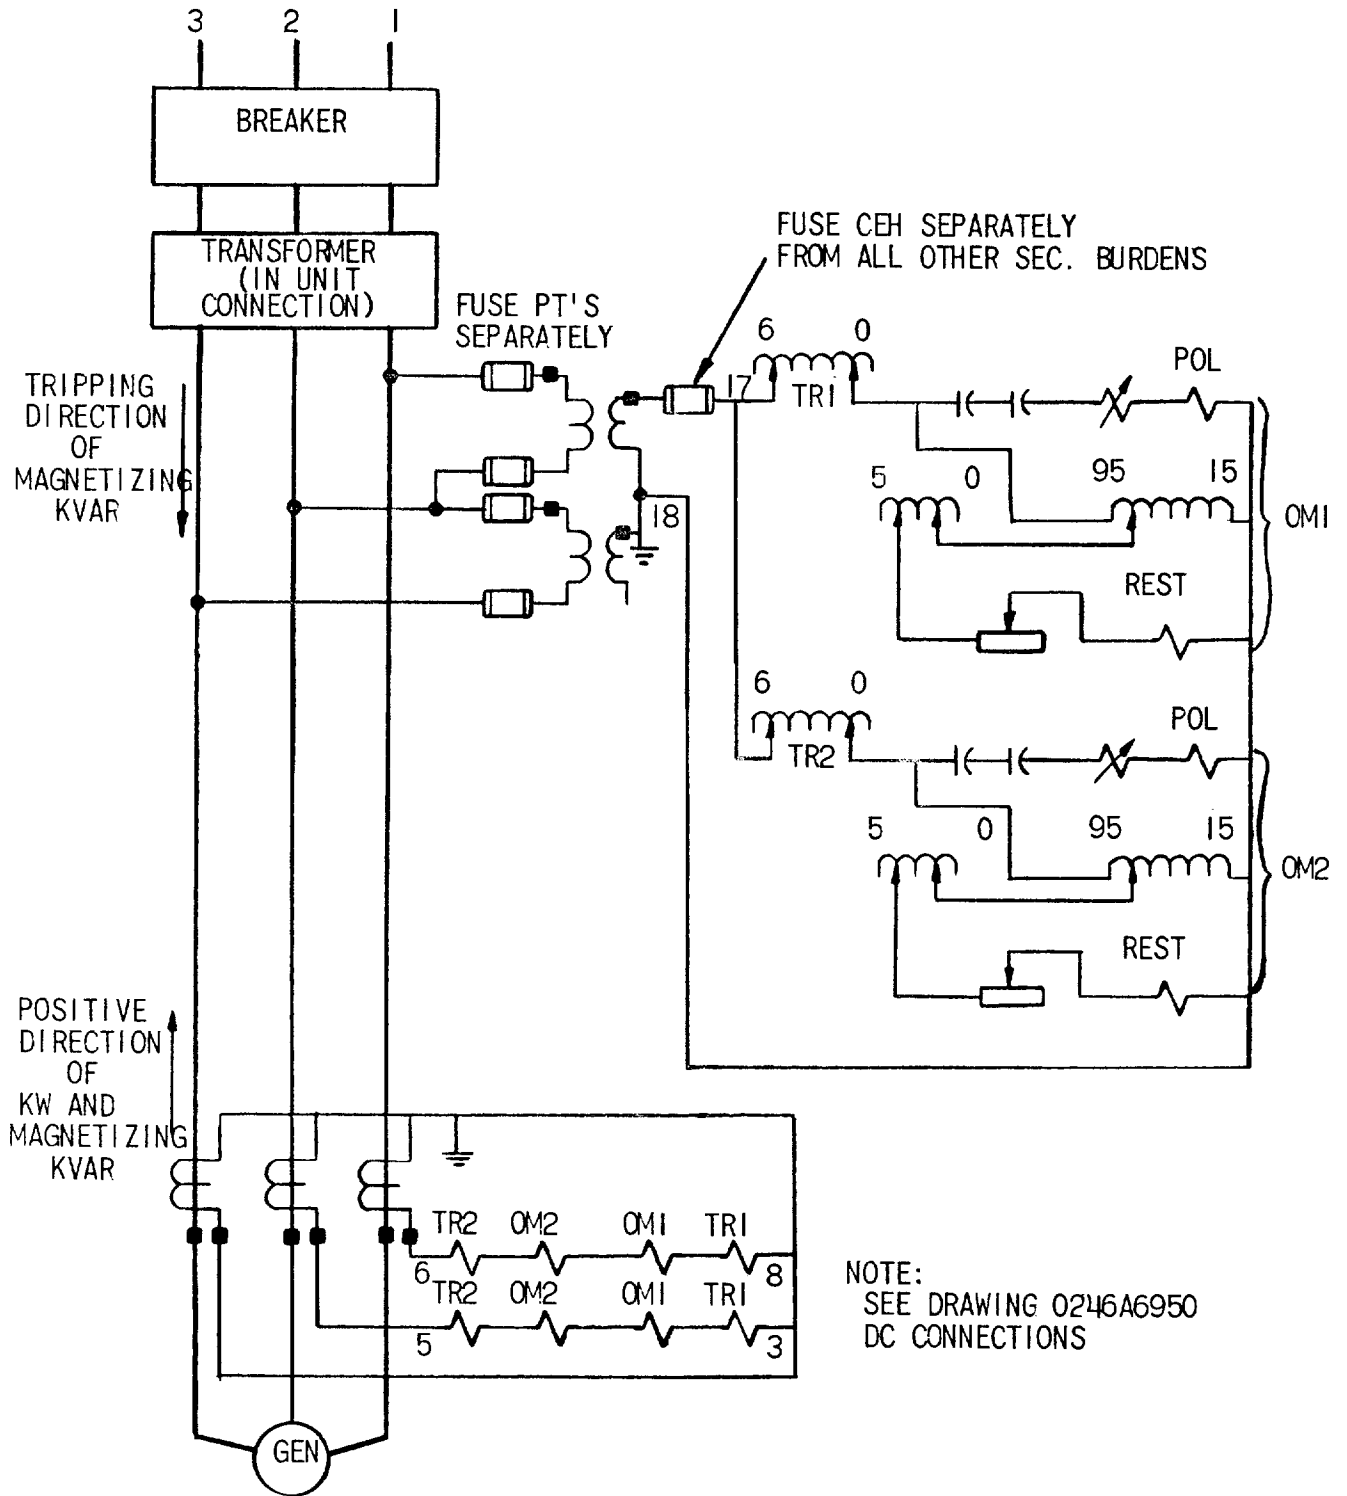 3 2 1
BREAKER
TRANSFORMER
(IN UNIT
CONNECTION)
FUSE CEH SEPARATELY
FROM ALL OTHER SEC. BURDENS
FUSE PT'S
SEPARATELY
TRIPPING
DIRECTION
OF
MAGNETIZING
KVAR
6 0
17
TR1
POL
5 0 95 15
18
OM1
REST
6 0
TR2
POL
5 0 95 15
OM2
REST
POSITIVE
DIRECTION
OF
KW AND
MAGNETIZING
KVAR
TR2 OM2 OM1 TR1
6 8
TR2 OM2 OM1 TR1
5 3
NOTE:
SEE DRAWING 0246A6950
DC CONNECTIONS
GEN